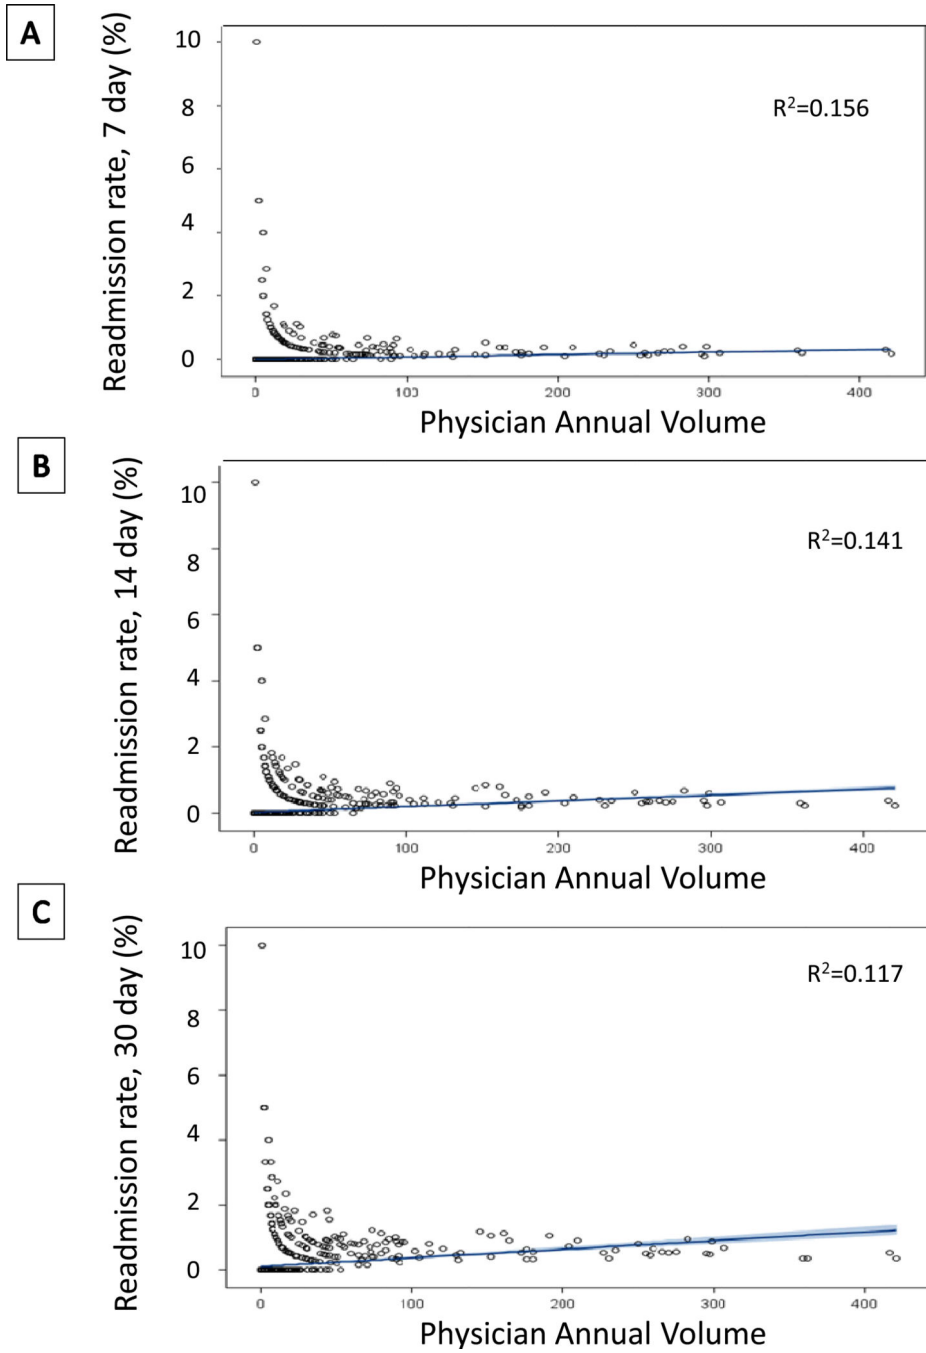 A
Readmission rate, 7 day (%)
10
8
6
4
2
0
R²=0.156
0 100 200 300 400
Physician Annual Volume
B
Readmission rate, 14 day (%)
10
8
6
4
2
0
R²=0.141
0 100 200 300 400
Physician Annual Volume
C
Readmission rate, 30 day (%)
10
8
6
4
2
0
R²=0.117
0 100 200 300 400
Physician Annual Volume